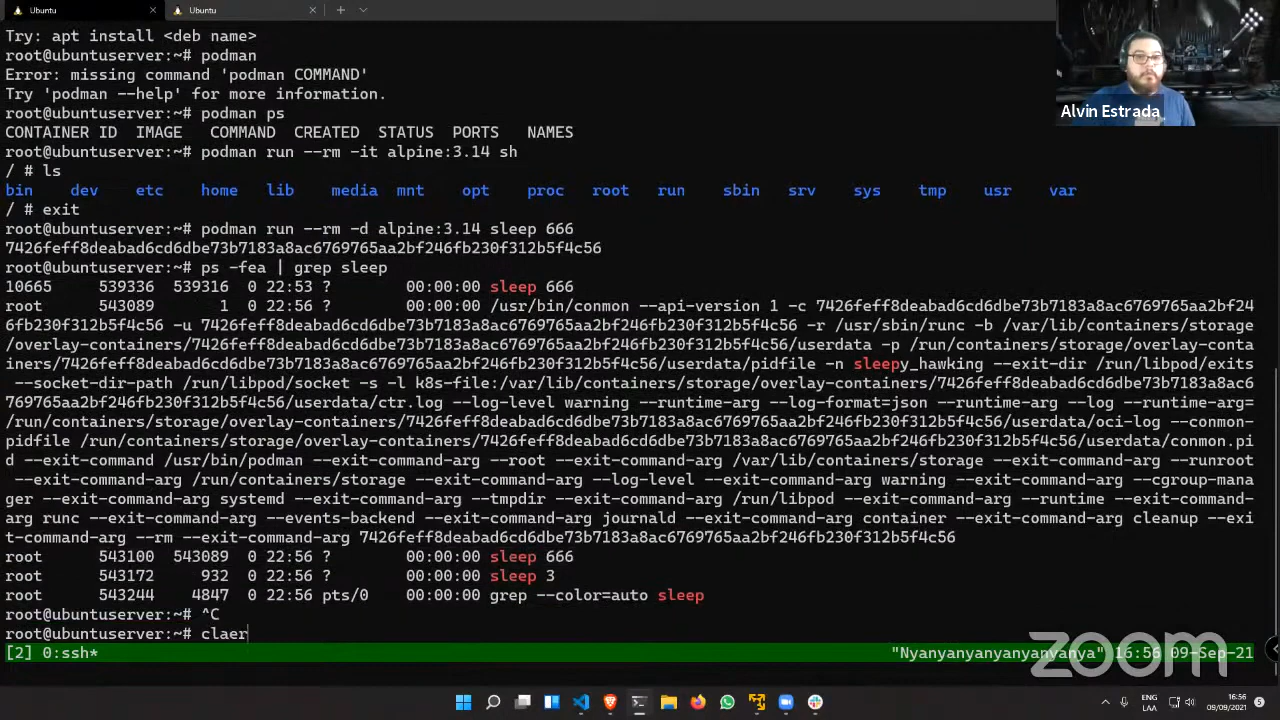 Ubuntu
Ubuntu
Try: apt install <deb name>
root@ubuntuserver:~# podman
Error: missing command 'podman COMMAND'
Try 'podman --help' for more information.
root@ubuntuserver:~# podman ps
CONTAINER ID  IMAGE   COMMAND  CREATED  STATUS  PORTS   NAMES
root@ubuntuserver:~# podman run --rm -it alpine:3.14 sh
/ # ls
bin    dev    etc    home   lib    media  mnt    opt    proc   root   run    sbin   srv    sys    tmp    usr    var
/ # exit
root@ubuntuserver:~# podman run --rm -d alpine:3.14 sleep 666
7426feff8deabad6cd6dbe73b7183a8ac6769765aa2bf246fb230f312b5f4c56
root@ubuntuserver:~# ps -fea | grep sleep
10665     539336  539316  0 22:53 ?        00:00:00 sleep 666
root      543089       1  0 22:56 ?        00:00:00 /usr/bin/conmon --api-version 1 -c 7426feff8deabad6cd6dbe73b7183a8ac6769765aa2bf24
6fb230f312b5f4c56 -u 7426feff8deabad6cd6dbe73b7183a8ac6769765aa2bf246fb230f312b5f4c56 -r /usr/sbin/runc -b /var/lib/containers/storage
/overlay-containers/7426feff8deabad6cd6dbe73b7183a8ac6769765aa2bf246fb230f312b5f4c56/userdata -p /run/containers/storage/overlay-conta
iners/7426feff8deabad6cd6dbe73b7183a8ac6769765aa2bf246fb230f312b5f4c56/userdata/pidfile -n sleepy_hawking --exit-dir /run/libpod/exits
--socket-dir-path /run/libpod/socket -s -l k8s-file:/var/lib/containers/storage/overlay-containers/7426feff8deabad6cd6dbe73b7183a8ac6
769765aa2bf246fb230f312b5f4c56/userdata/ctr.log --log-level warning --runtime-arg --log-format=json --runtime-arg --log --runtime-arg=
/run/containers/storage/overlay-containers/7426feff8deabad6cd6dbe73b7183a8ac6769765aa2bf246fb230f312b5f4c56/userdata/oci-log --conmon-
pidfile /run/containers/storage/overlay-containers/7426feff8deabad6cd6dbe73b7183a8ac6769765aa2bf246fb230f312b5f4c56/userdata/conmon.pi
d --exit-command /usr/bin/podman --exit-command-arg --root --exit-command-arg /var/lib/containers/storage --exit-command-arg --runroot
--exit-command-arg /run/containers/storage --exit-command-arg --log-level --exit-command-arg warning --exit-command-arg --cgroup-mana
ger --exit-command-arg systemd --exit-command-arg --tmpdir --exit-command-arg /run/libpod --exit-command-arg --runtime --exit-command-
arg runc --exit-command-arg --events-backend --exit-command-arg journald --exit-command-arg container --exit-command-arg cleanup --exi
t-command-arg --rm --exit-command-arg 7426feff8deabad6cd6dbe73b7183a8ac6769765aa2bf246fb230f312b5f4c56
root      543100  543089  0 22:56 ?        00:00:00 sleep 666
root      543172     932  0 22:56 ?        00:00:00 sleep 3
root      543244    4847  0 22:56 pts/0    00:00:00 grep --color=auto sleep
root@ubuntuserver:~# ^C
root@ubuntuserver:~# claer
[2] 0:ssh* "Nyanyanyanyanyanyanya" 16:56 09-Sep-21
Alvin Estrada
zoom
ENG
LAA
16:56
09/09/2021
5